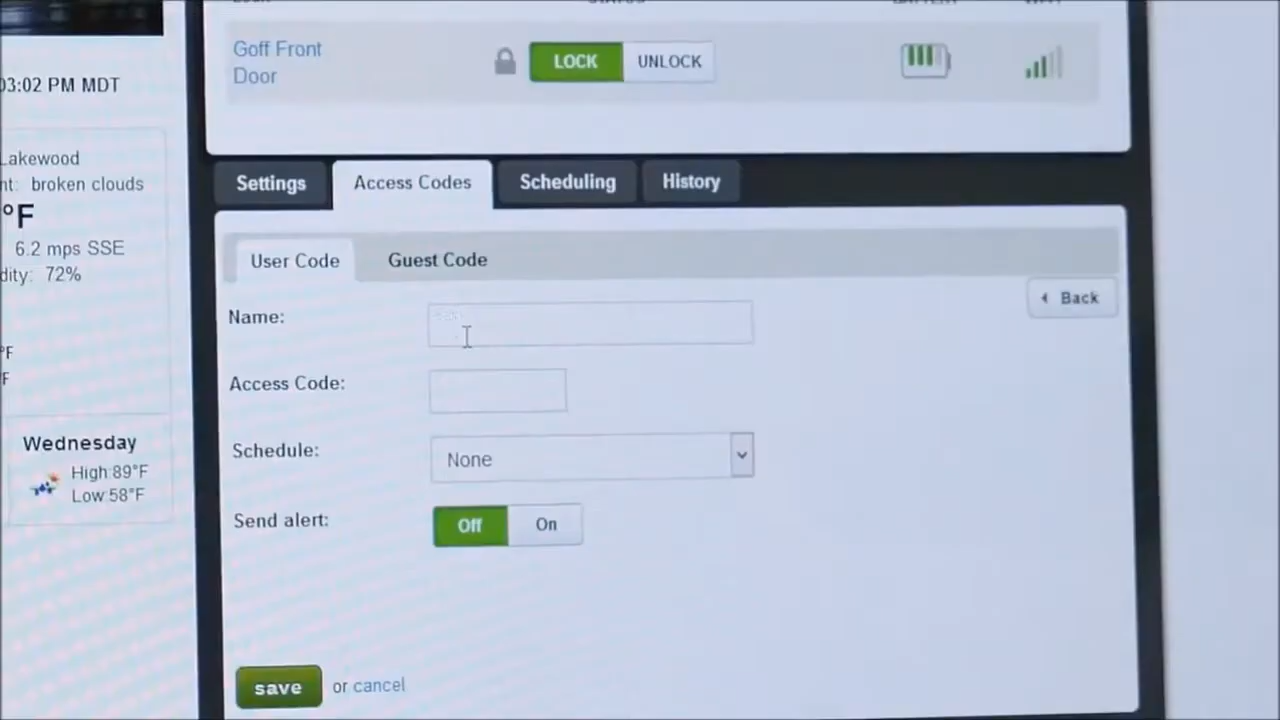 Goff Front
Door
LOCK
UNLOCK
03:02 PM MDT
Lakewood
broken clouds
°F
6.2 mps SSE
72%
°F
Wednesday
High 89°F
Low 58°F
Settings
Access Codes
Scheduling
History
User Code
Guest Code
Back
Name:
Access Code:
Schedule:
None
Send alert:
Off
On
save
or cancel